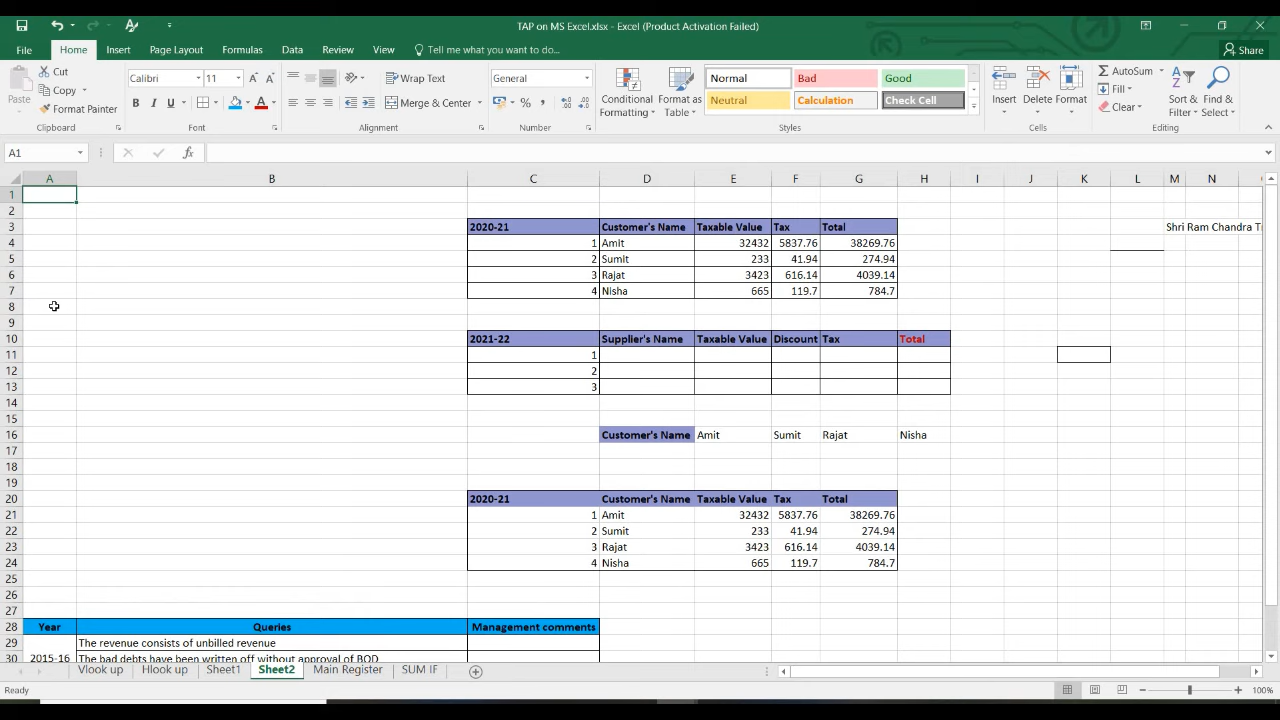 TAP on MS Excel.xlsx - Excel (Product Activation Failed)
File Home Insert Page Layout Formulas Data Review View Tell me what you want to do... Share
Paste Cut Copy Format Painter Clipboard
Calibri 11 A A B I U A Font
Wrap Text Merge & Center Alignment
General % , Number
Conditional Formatting Format as Table
Normal Bad Good
Neutral Calculation Check Cell
Styles
Insert Delete Format Cells
AutoSum Fill Clear Sort & Filter Find & Select Editing
A1 fx
A B C D E F G H I J K L M N
1
2
3 2020-21 Customer's Name Taxable Value Tax Total Shri Ram Chandra
4 1 Amit 32432 5837.76 38269.76
5 2 Sumit 233 41.94 274.94
6 3 Rajat 3423 616.14 4039.14
7 4 Nisha 665 119.7 784.7
8
9
10 2021-22 Supplier's Name Taxable Value Discount Tax Total
11 1
12 2
13 3
14
15
16 Customer's Name Amit Sumit Rajat Nisha
17
18
19
20 2020-21 Customer's Name Taxable Value Tax Total
21 1 Amit 32432 5837.76 38269.76
22 2 Sumit 233 41.94 274.94
23 3 Rajat 3423 616.14 4039.14
24 4 Nisha 665 119.7 784.7
25
26
27
28 Year Queries Management comments
29 The revenue consists of unbilled revenue
30 2015-16 The bad debts have been written off without approval of BOD
Vlook up Hlook up Sheet1 Sheet2 Main Register SUM IF
Ready 100%